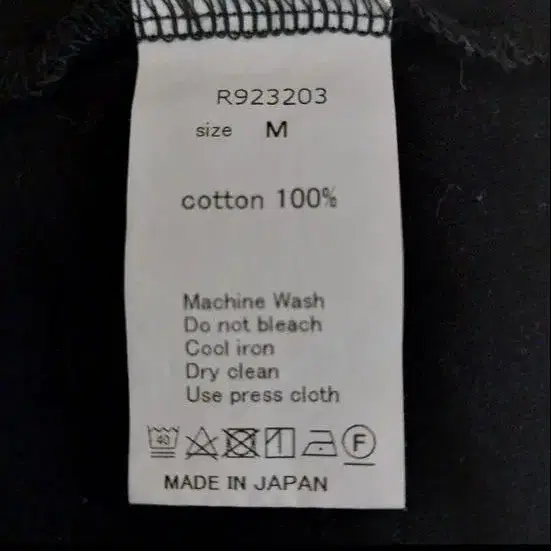 R923203
size M
cotton 100%
Machine Wash
Do not bleach
Cool iron
Dry clean
Use press cloth
40 F
MADE IN JAPAN